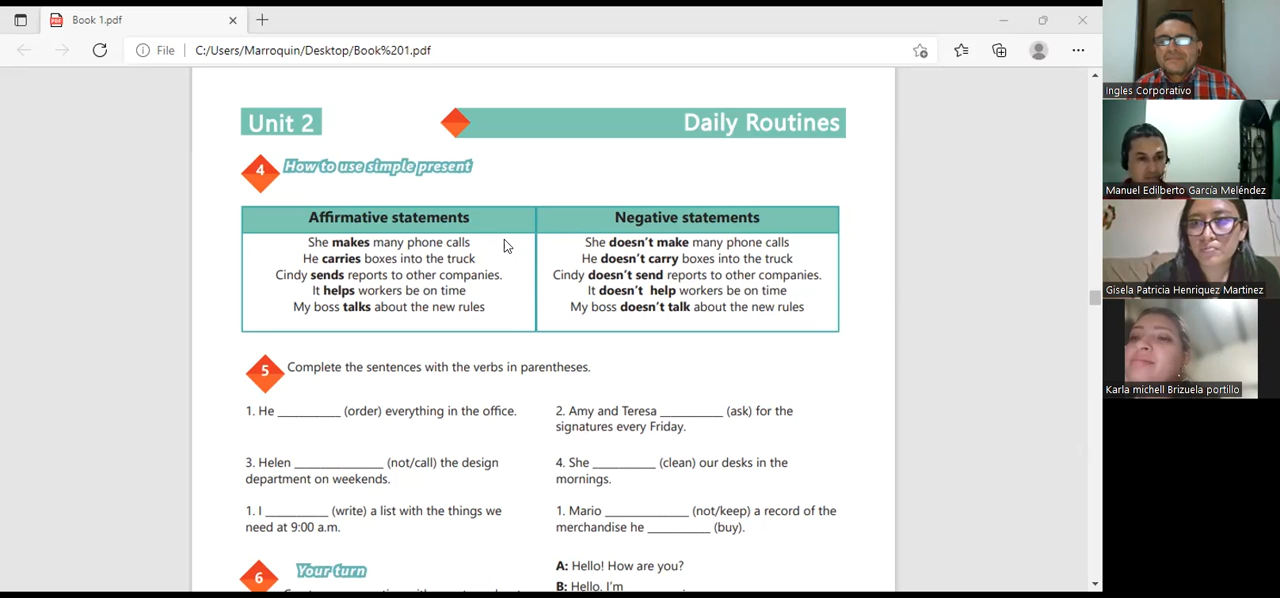 Book 1.pdf
File
C:/Users/Marroquin/Desktop/Book%201.pdf
Unit 2
Daily Routines
4 How to use simple present
Affirmative statements
She makes many phone calls
He carries boxes into the truck
Cindy sends reports to other companies.
It helps workers be on time
My boss talks about the new rules
Negative statements
She doesn't make many phone calls
He doesn't carry boxes into the truck
Cindy doesn't send reports to other companies.
It doesn't help workers be on time
My boss doesn't talk about the new rules
5 Complete the sentences with the verbs in parentheses.
1. He __________ (order) everything in the office.
2. Amy and Teresa __________ (ask) for the
signatures every Friday.
3. Helen ______________ (not/call) the design
department on weekends.
4. She __________ (clean) our desks in the
mornings.
1. I __________ (write) a list with the things we
need at 9:00 a.m.
1. Mario _____________ (not/keep) a record of the
merchandise he __________ (buy).
6 Your turn
A: Hello! How are you?
B: Hello. I'm
Ingles Corporativo
Manuel Edilberto García Meléndez
Gisela Patricia Henriquez Martinez
Karla michell Brizuela portillo